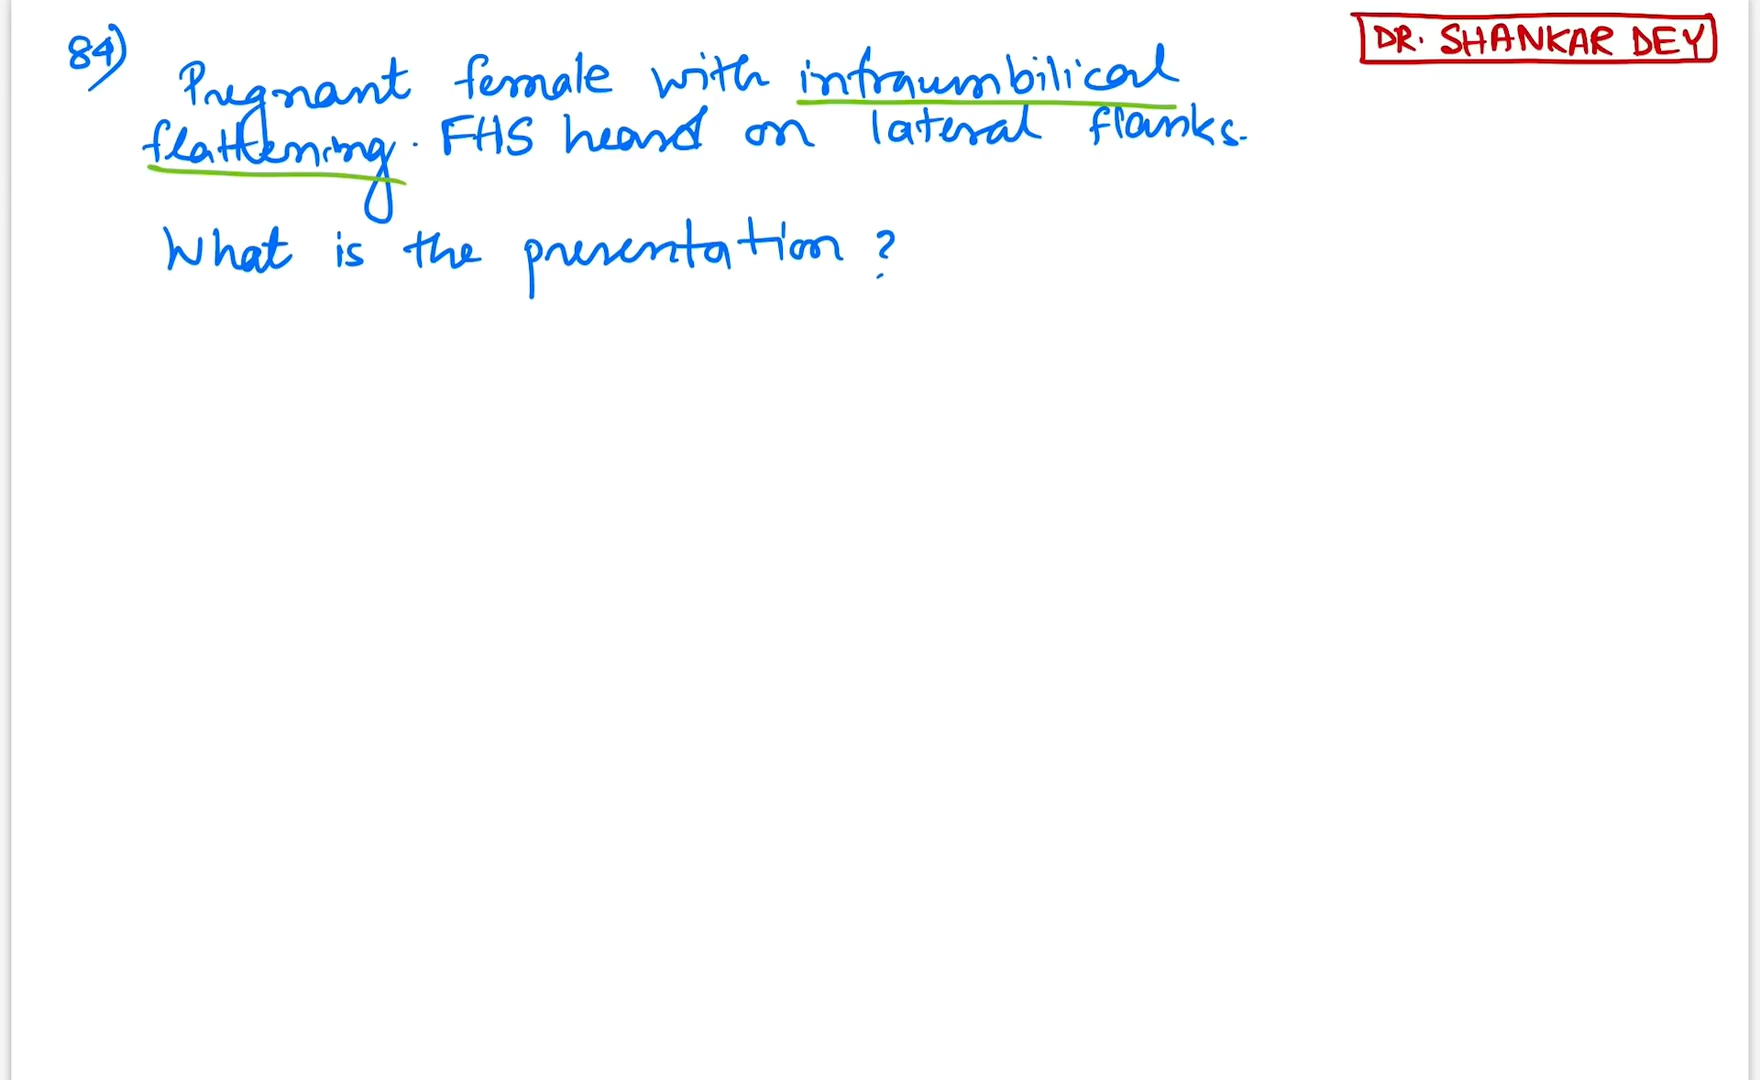 DR. SHANKAR DEY
84)
Pregnant female with infraumbilical
flattening. FHS heard on lateral flanks.
What is the presentation?